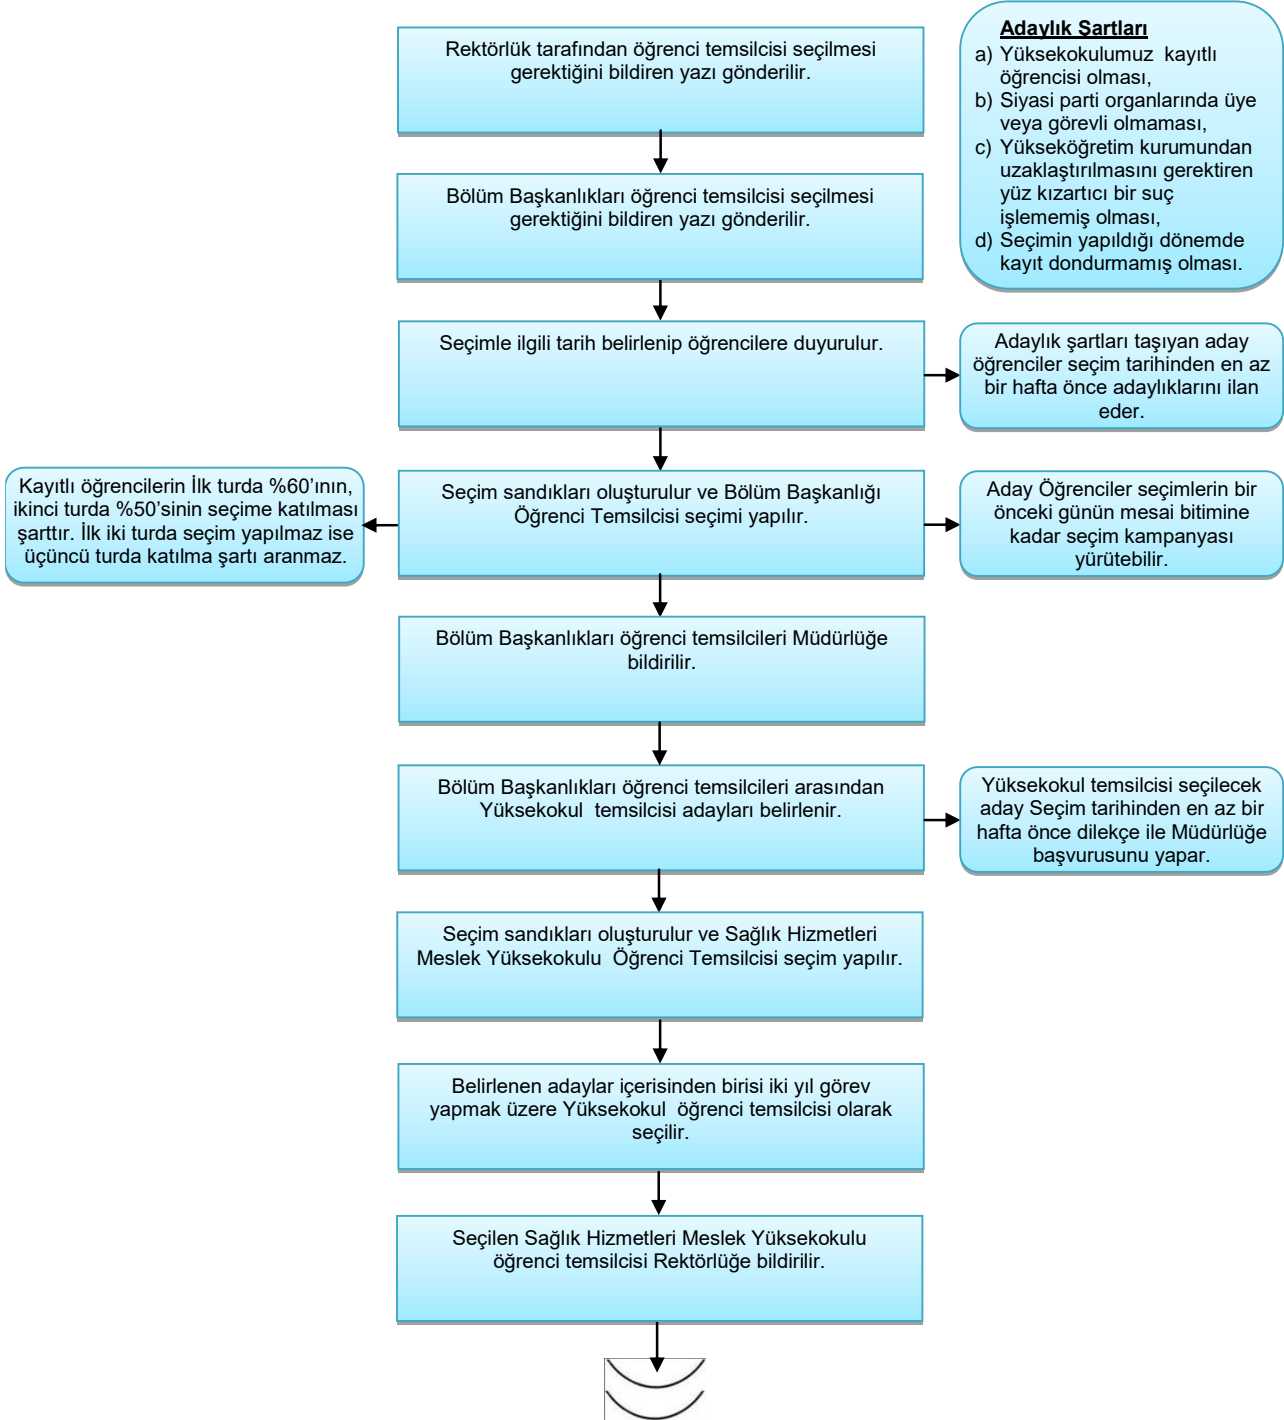 Rektörlük tarafından öğrenci temsilcisi seçilmesi
gerektiğini bildiren yazı gönderilir.
Adaylık Şartları
a) Yüksekokulumuz kayıtlı
öğrencisi olması,
b) Siyasi parti organlarında üye
veya görevli olmaması,
c) Yükseköğretim kurumundan
uzaklaştırılmasını gerektiren
yüz kızartıcı bir suç
işlememiş olması,
d) Seçimin yapıldığı dönemde
kayıt dondurmamış olması.
Bölüm Başkanlıkları öğrenci temsilcisi seçilmesi
gerektiğini bildiren yazı gönderilir.
Seçimle ilgili tarih belirlenip öğrencilere duyurulur.
Adaylık şartları taşıyan aday
öğrenciler seçim tarihinden en az
bir hafta önce adaylıklarını ilan
eder.
Kayıtlı öğrencilerin İlk turda %60’ının,
ikinci turda %50’sinin seçime katılması
şarttır. İlk iki turda seçim yapılmaz ise
üçüncü turda katılma şartı aranmaz.
Seçim sandıkları oluşturulur ve Bölüm Başkanlığı
Öğrenci Temsilcisi seçimi yapılır.
Aday Öğrenciler seçimlerin bir
önceki günün mesai bitimine
kadar seçim kampanyası
yürütebilir.
Bölüm Başkanlıkları öğrenci temsilcileri Müdürlüğe
bildirilir.
Bölüm Başkanlıkları öğrenci temsilcileri arasından
Yüksekokul temsilcisi adayları belirlenir.
Yüksekokul temsilcisi seçilecek
aday Seçim tarihinden en az bir
hafta önce dilekçe ile Müdürlüğe
başvurusunu yapar.
Seçim sandıkları oluşturulur ve Sağlık Hizmetleri
Meslek Yüksekokulu Öğrenci Temsilcisi seçim yapılır.
Belirlenen adaylar içerisinden birisi iki yıl görev
yapmak üzere Yüksekokul öğrenci temsilcisi olarak
seçilir.
Seçilen Sağlık Hizmetleri Meslek Yüksekokulu
öğrenci temsilcisi Rektörlüğe bildirilir.